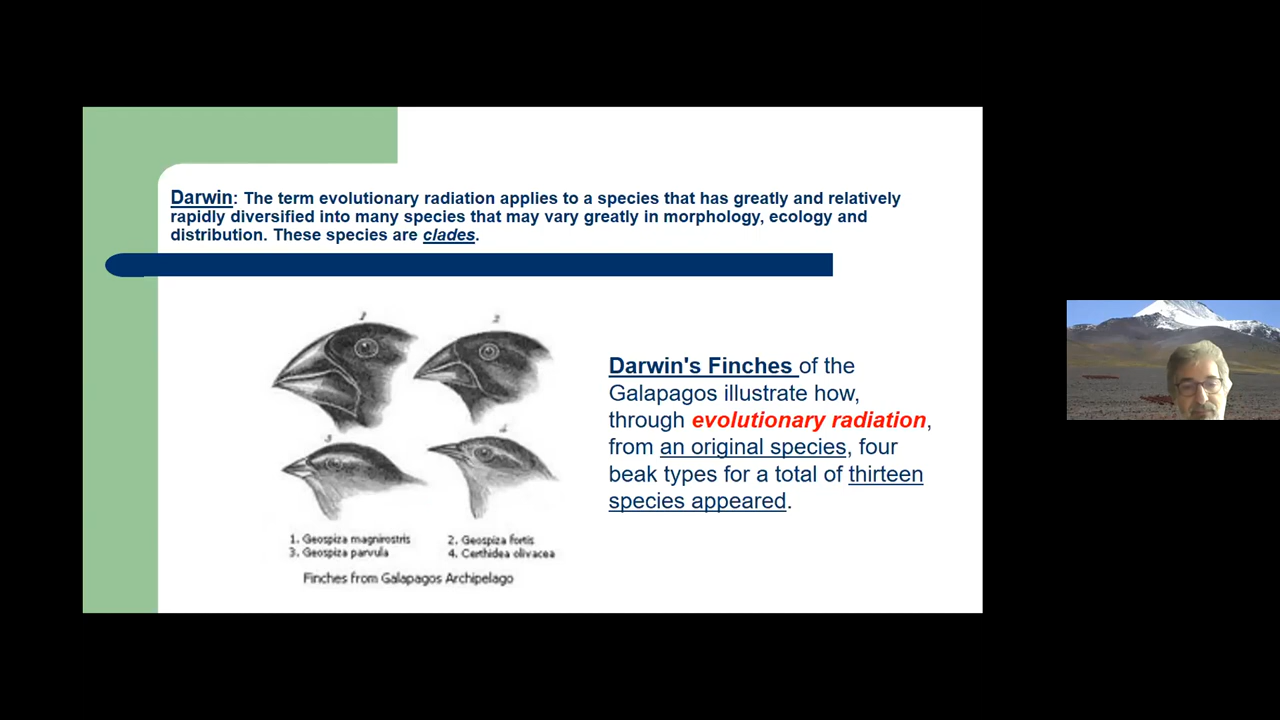 Darwin: The term evolutionary radiation applies to a species that has greatly and relatively
rapidly diversified into many species that may vary greatly in morphology, ecology and
distribution. These species are clades.
1 2
3 4
1. Geospiza magnirostris 2. Geospiza fortis
3. Geospiza parvula 4. Certhidea olivacea
Finches from Galapagos Archipelago
Darwin's Finches of the
Galapagos illustrate how,
through evolutionary radiation,
from an original species, four
beak types for a total of thirteen
species appeared.